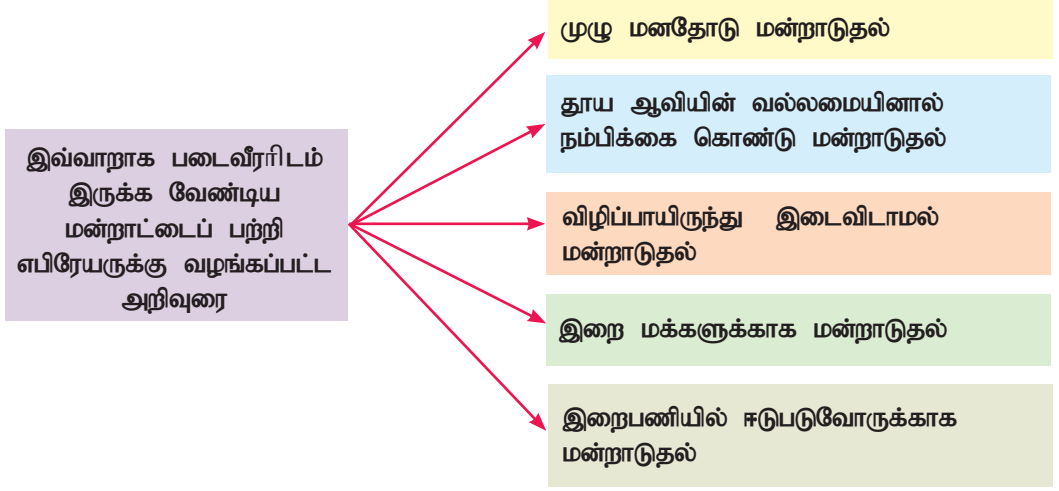 இவ்வாறாக படைவீரரிடம்
இருக்க வேண்டிய
மன்றாட்டைப் பற்றி
எபிரேயருக்கு வழங்கப்பட்ட
அறிவுரை
முழு மனதோடு மன்றாடுதல்
தூய ஆவியின் வல்லமையினால்
நம்பிக்கை கொண்டு மன்றாடுதல்
விழிப்பாயிருந்து இடைவிடாமல்
மன்றாடுதல்
இறை மக்களுக்காக மன்றாடுதல்
இறைபணியில் ஈடுபடுவோருக்காக
மன்றாடுதல்